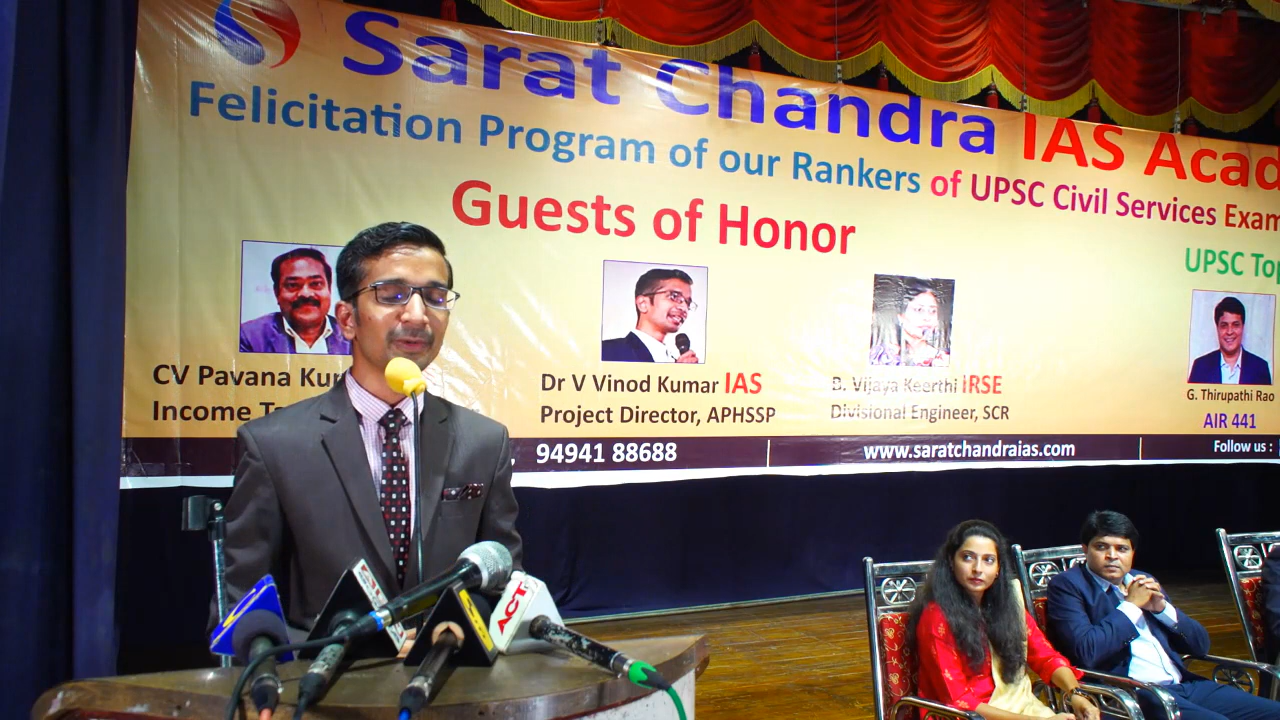 Sarat Chandra IAS Acad
Felicitation Program of our Rankers of UPSC Civil Services Exam
Guests of Honor
UPSC Top
CV Pavana Kum
Income Ta
Dr V Vinod Kumar IAS
Project Director, APHSSP
B. Vijaya Keerthi IRSE
Divisional Engineer, SCR
G. Thirupathi Rao
AIR 441
94941 88688
www.saratchandraias.com
Follow us :
ACT